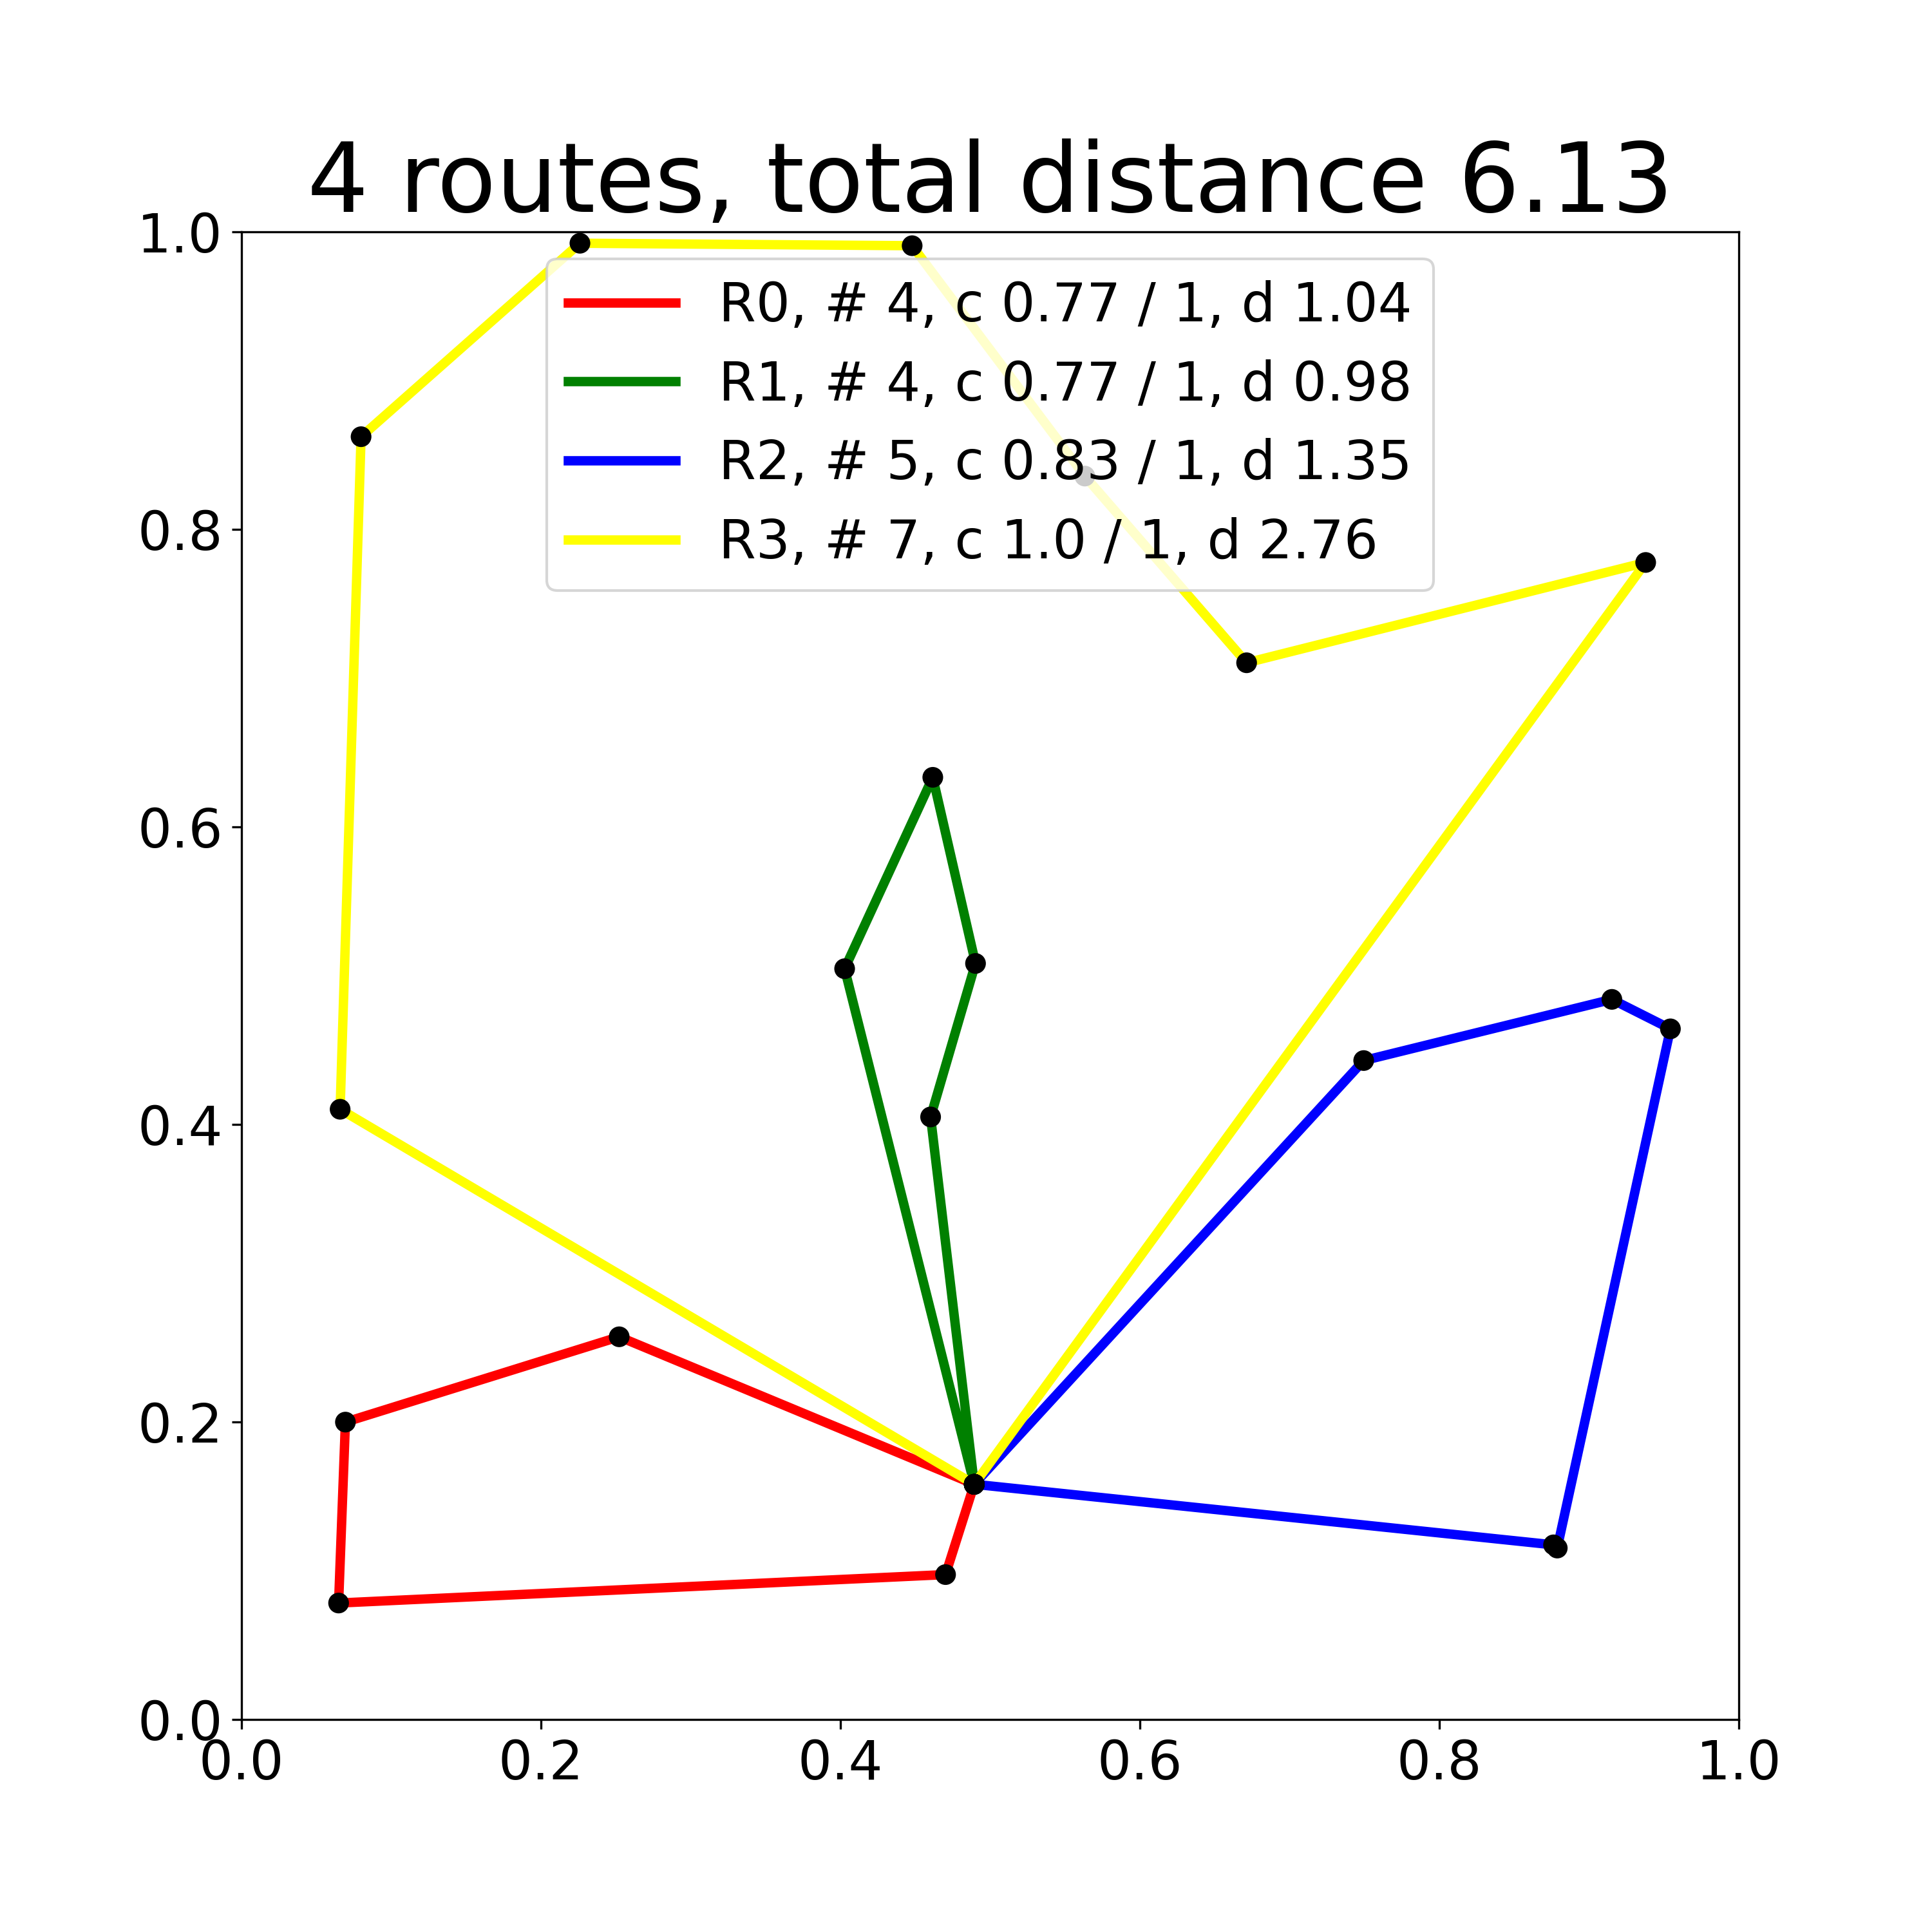 4 routes, total distance 6.13
1.0
R0, # 4, c 0.77 / 1, d 1.04
R1, # 4, c 0.77 / 1, d 0.98
R2, # 5, c 0.83 / 1, d 1.35
R3, # 7, c 1.0 / 1, d 2.76
0.8
0.6
0.4
0.2
0.0
0.0 0.2 0.4 0.6 0.8 1.0